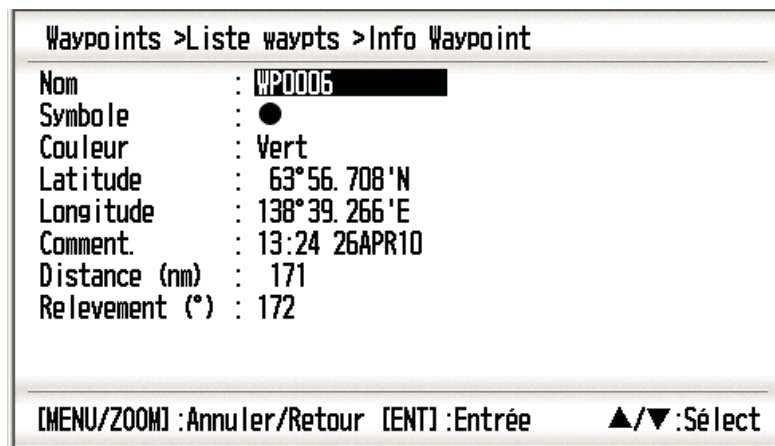 Waypoints >Liste waypts >Info Waypoint
Nom : WP0006
Symbole : ●
Couleur : Vert
Latitude : 63°56.708'N
Longitude : 138°39.266'E
Comment. : 13:24 26APR10
Distance (nm) : 171
Relevement (°) : 172
[MENU/ZOOM] :Annuler/Retour [ENT] :Entrée ▲/▼:Sélect